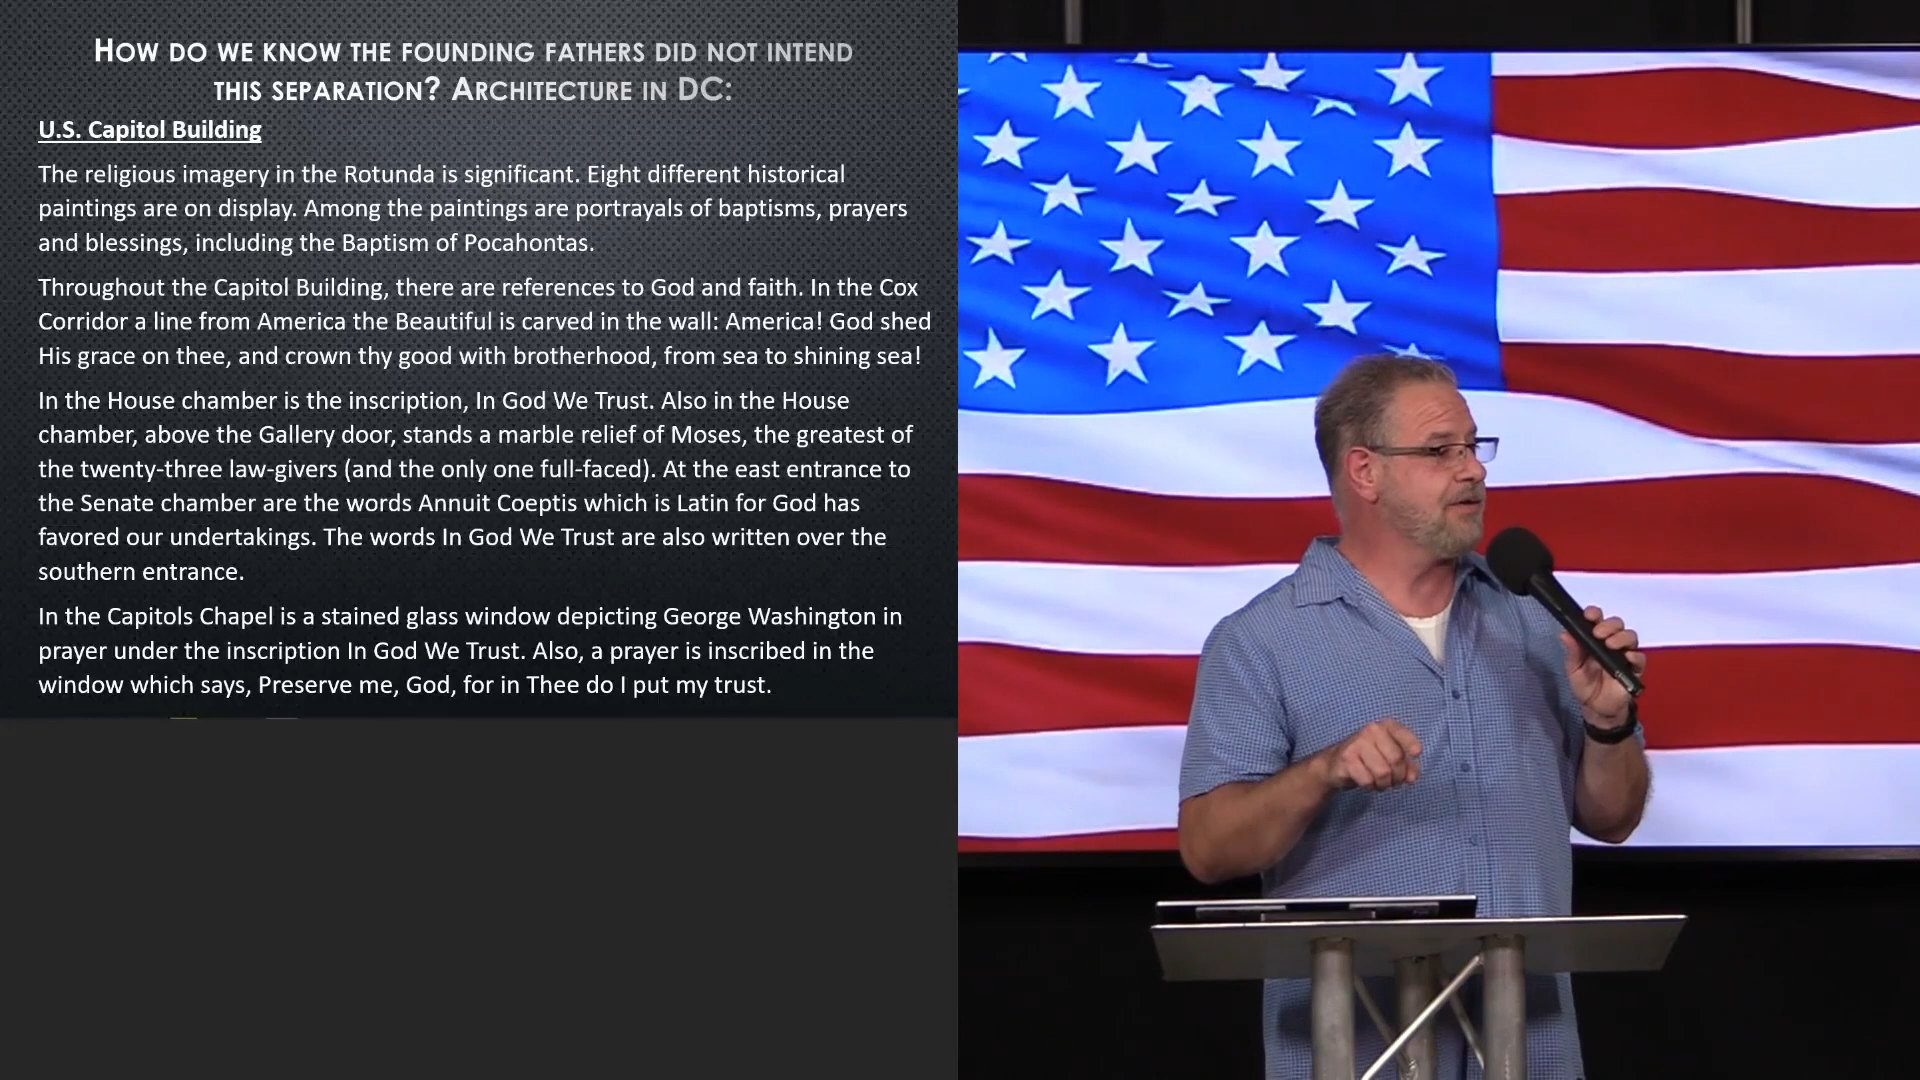 HOW DO WE KNOW THE FOUNDING FATHERS DID NOT INTEND
THIS SEPARATION? ARCHITECTURE IN DC:
U.S. Capitol Building
The religious imagery in the Rotunda is significant. Eight different historical
paintings are on display. Among the paintings are portrayals of baptisms, prayers
and blessings, including the Baptism of Pocahontas.
Throughout the Capitol Building, there are references to God and faith. In the Cox
Corridor a line from America the Beautiful is carved in the wall: America! God shed
His grace on thee, and crown thy good with brotherhood, from sea to shining sea!
In the House chamber is the inscription, In God We Trust. Also in the House
chamber, above the Gallery door, stands a marble relief of Moses, the greatest of
the twenty-three law-givers (and the only one full-faced). At the east entrance to
the Senate chamber are the words Annuit Coeptis which is Latin for God has
favored our undertakings. The words In God We Trust are also written over the
southern entrance.
In the Capitols Chapel is a stained glass window depicting George Washington in
prayer under the inscription In God We Trust. Also, a prayer is inscribed in the
window which says, Preserve me, God, for in Thee do I put my trust.